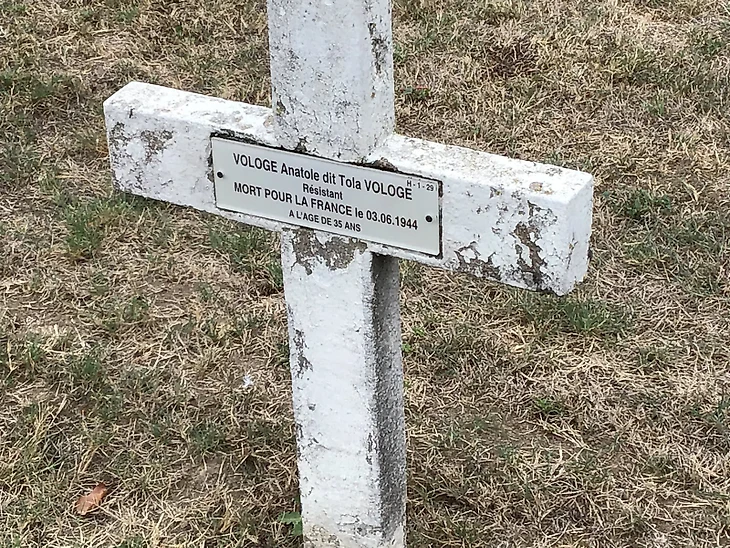 VOLOGE Anatole dit Tola VOLOGE
H - 1 - 29
Résistant
MORT POUR LA FRANCE le 03.06.1944
A L'AGE DE 35 ANS